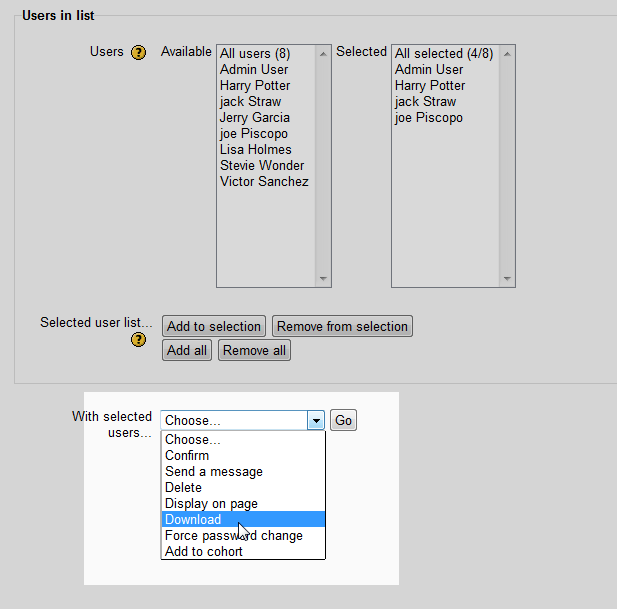 Users in list
Users Available Selected
All users (8)
Admin User
Harry Potter
jack Straw
Jerry Garcia
joe Piscopo
Lisa Holmes
Stevie Wonder
Victor Sanchez
All selected (4/8)
Admin User
Harry Potter
jack Straw
joe Piscopo
Selected user list...
Add to selection Remove from selection
Add all Remove all
With selected
users...
Choose... Go
Choose...
Confirm
Send a message
Delete
Display on page
Download
Force password change
Add to cohort